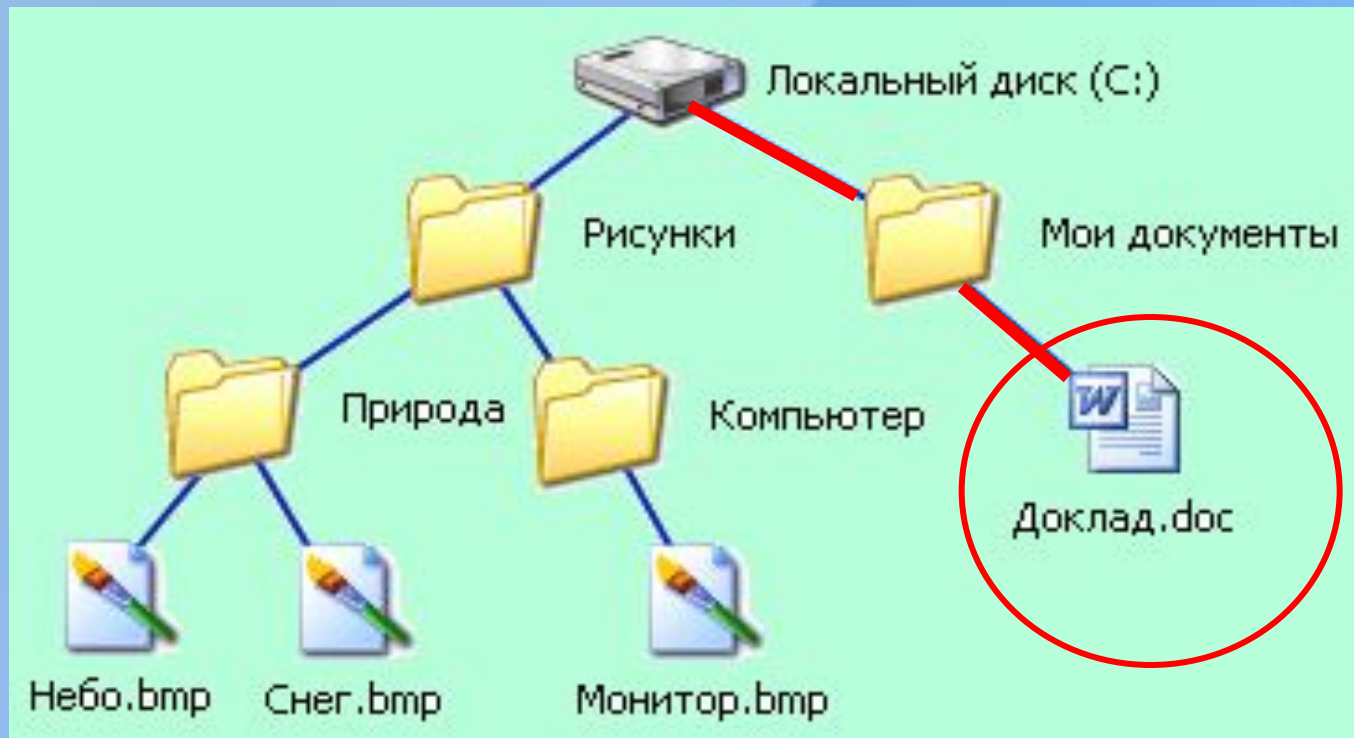 Локальный диск (C:)
Рисунки
Мои документы
Природа
Компьютер
W
Доклад.doc
Небо.bmp
Снег.bmp
Монитор.bmp